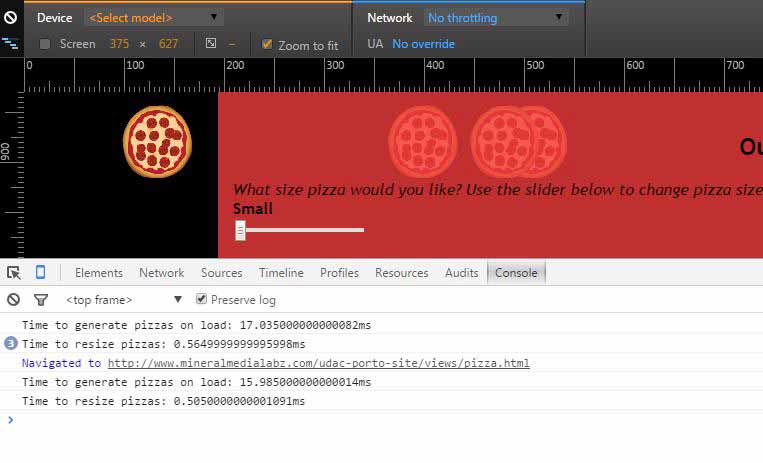 Device <Select model> Network No throttling
Screen 375 × 627 – Zoom to fit UA No override
0 100 200 300 400 500 600 700
900
Ou
What size pizza would you like? Use the slider below to change pizza size
Small
Elements Network Sources Timeline Profiles Resources Audits Console
<top frame> Preserve log
Time to generate pizzas on load: 17.035000000000082ms
3 Time to resize pizzas: 0.5649999999995998ms
Navigated to http://www.mineralmedialabz.com/udac-porto-site/views/pizza.html
Time to generate pizzas on load: 15.985000000000014ms
Time to resize pizzas: 0.5050000000001091ms
>